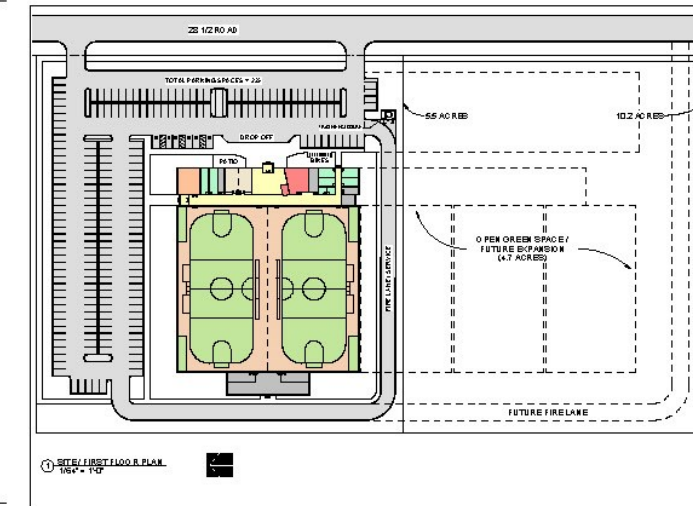 28 1/2 ROAD
TOTAL PARKING SPACES =
5.5 ACRES
10.2 ACRES
DROP OFF
PATIO
BIKES
OPEN GREEN SPACE /
FUTURE EXPANSION
(4.7 ACRES)
FIRE LANE / SERVICE
FUTURE FIRE LANE
1 SITE / FIRST FLOOR PLAN
1/64" = 1'-0"